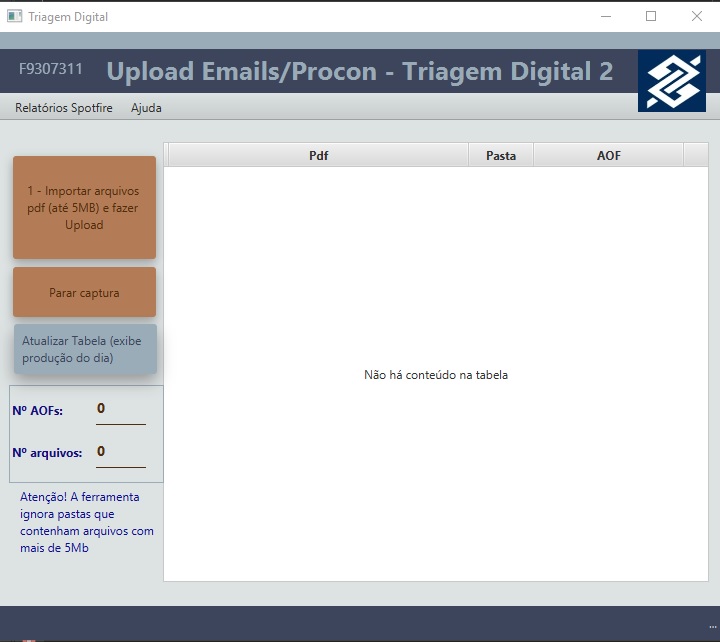 Triagem Digital
F9307311
Upload Emails/Procon - Triagem Digital 2
Relatórios Spotfire
Ajuda
1 - Importar arquivos
pdf (até 5MB) e fazer
Upload
Parar captura
Atualizar Tabela (exibe
produção do dia)
Nº AOFs:
0
Nº arquivos:
0
Atenção! A ferramenta
ignora pastas que
contenham arquivos com
mais de 5Mb
Pdf
Pasta
AOF
Não há conteúdo na tabela
...